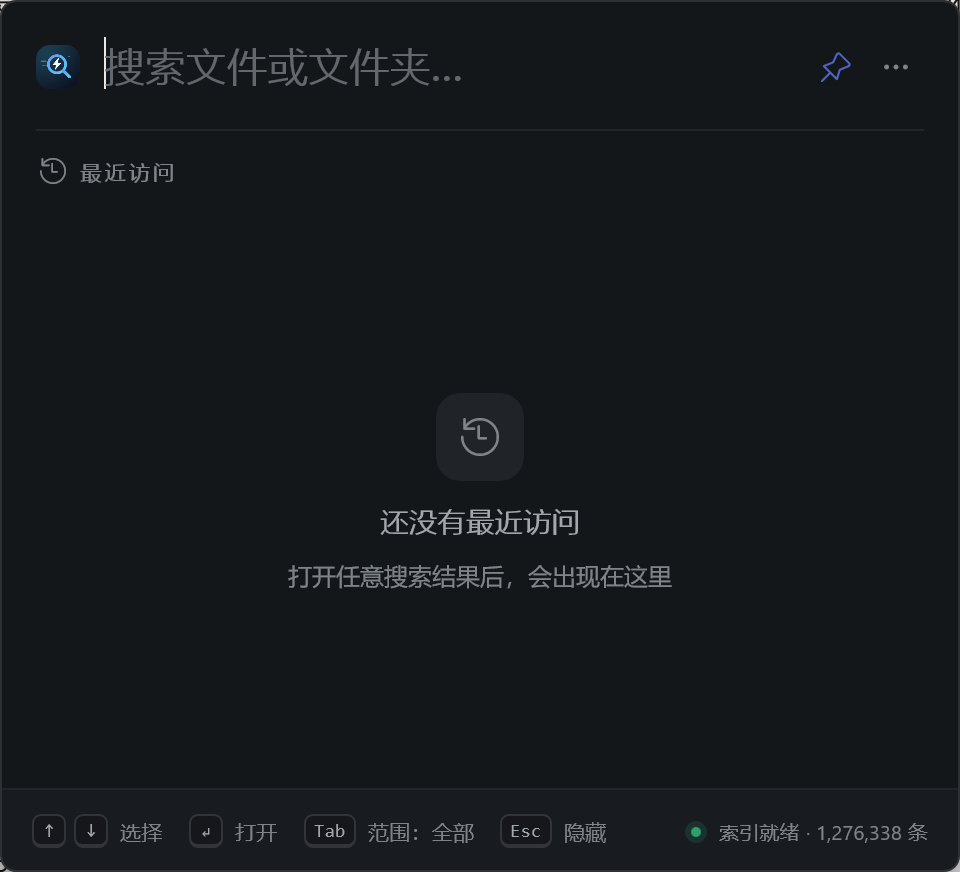 搜索文件或文件夹...
最近访问
还没有最近访问
打开任意搜索结果后，会出现在这里
↑ ↓ 选择 ↵ 打开 Tab 范围：全部 Esc 隐藏 索引就绪 · 1,276,338 条